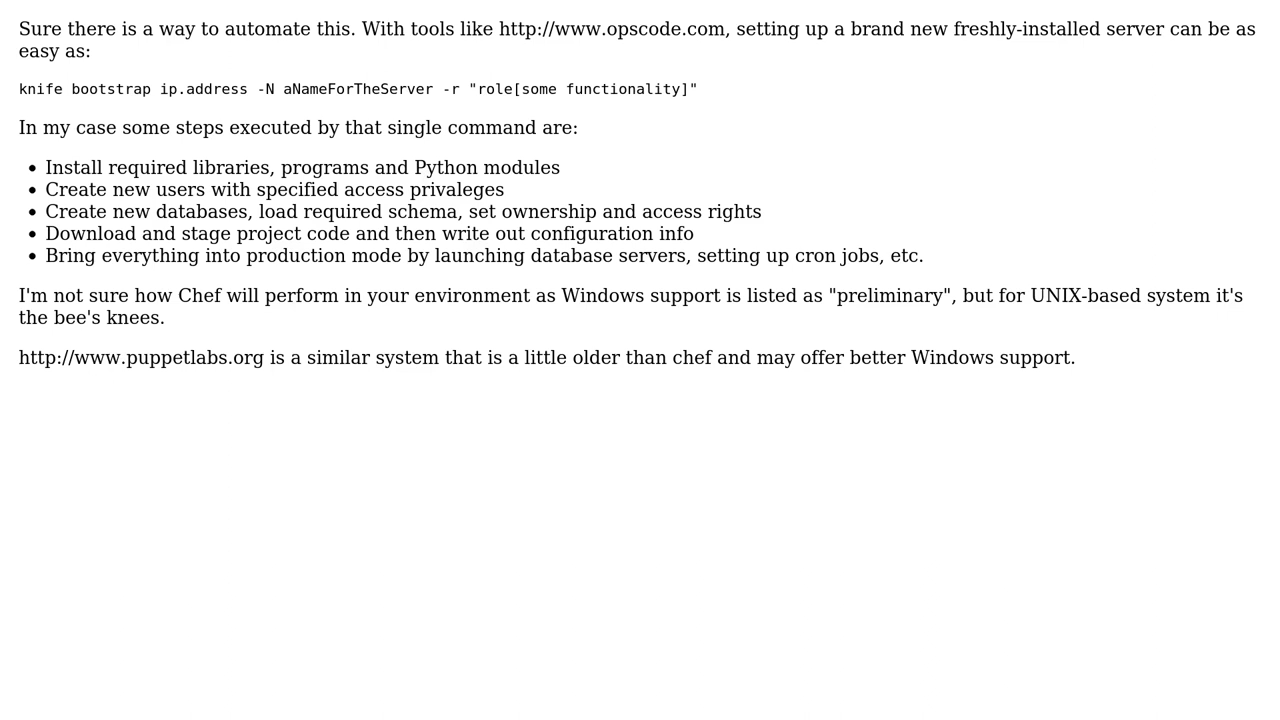 Sure there is a way to automate this. With tools like http://www.opscode.com, setting up a brand new freshly-installed server can be as
easy as:
knife bootstrap ip.address -N aNameForTheServer -r "role[some functionality]"
In my case some steps executed by that single command are:
• Install required libraries, programs and Python modules
• Create new users with specified access privaleges
• Create new databases, load required schema, set ownership and access rights
• Download and stage project code and then write out configuration info
• Bring everything into production mode by launching database servers, setting up cron jobs, etc.
I'm not sure how Chef will perform in your environment as Windows support is listed as "preliminary", but for UNIX-based system it's
the bee's knees.
http://www.puppetlabs.org is a similar system that is a little older than chef and may offer better Windows support.